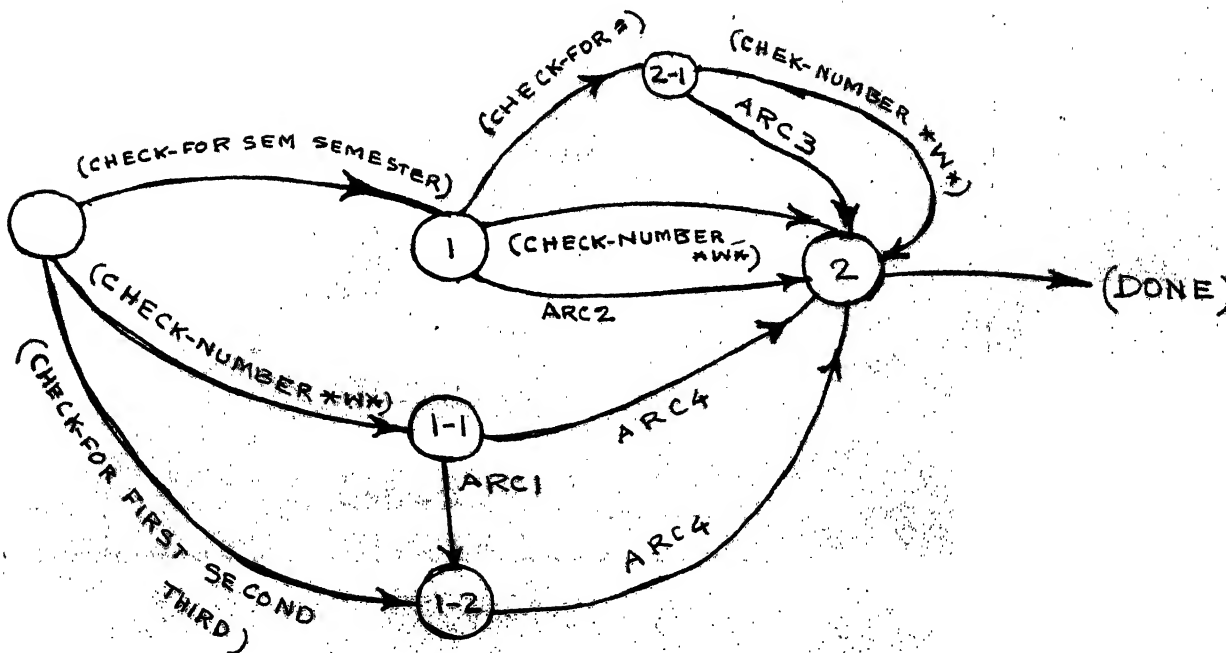 (CHECK-FOR =)
2-1
(CHEK-NUMBER *W*)
ARC3
(CHECK-FOR SEM SEMESTER)
1
(CHECK-NUMBER
*W*)
2
(DONE)
ARC2
(CHECK-NUMBER *W*)
(CHECK-FOR FIRST SECOND
THIRD)
1-1
ARC4
ARC1
ARC4
1-2